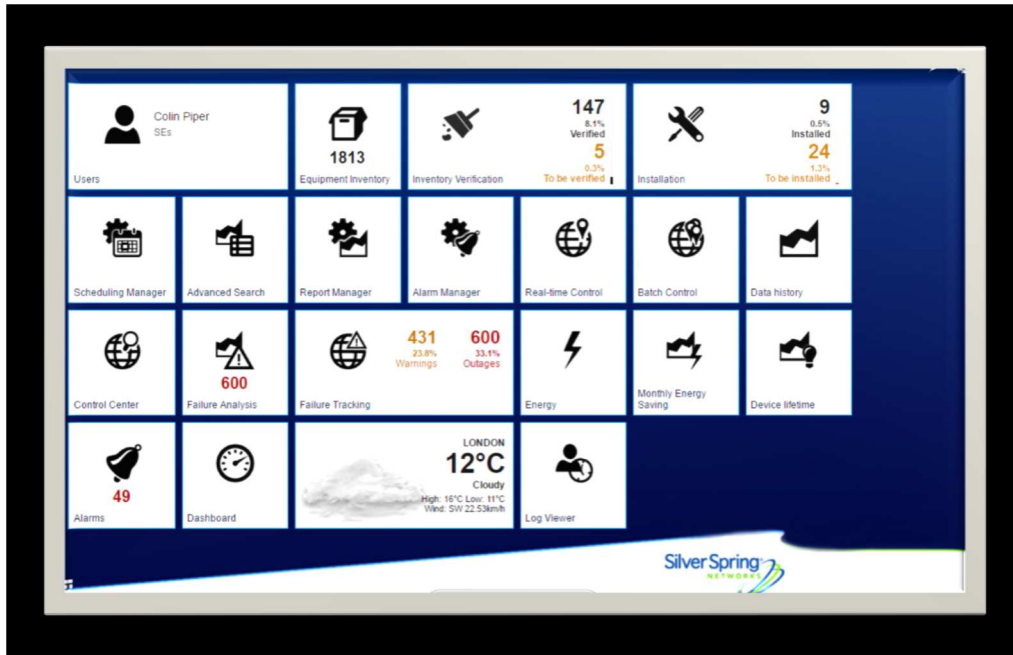 Colin Piper
SEs
Users
1813
Equipment Inventory
147
8.1%
Verified
5
0.3%
To be verified
Inventory Verification
9
0.5%
Installed
24
1.3%
To be installed
Installation
Scheduling Manager
Advanced Search
Report Manager
Alarm Manager
Real-time Control
Batch Control
Data history
Control Center
600
Failure Analysis
431
23.8%
Warnings
600
33.1%
Outages
Failure Tracking
Energy
Monthly Energy
Saving
Device lifetime
49
Alarms
Dashboard
LONDON
12°C
Cloudy
High: 16°C Low: 11°C
Wind: SW 22.53km/h
Log Viewer
SilverSpring
NETWORKS